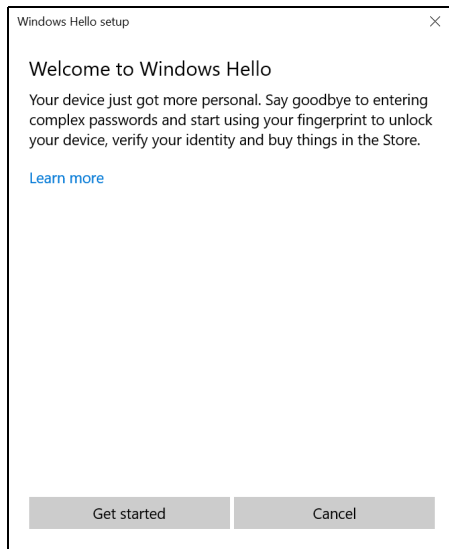 Windows Hello setup
Welcome to Windows Hello
Your device just got more personal. Say goodbye to entering
complex passwords and start using your fingerprint to unlock
your device, verify your identity and buy things in the Store.
Learn more
Get started
Cancel